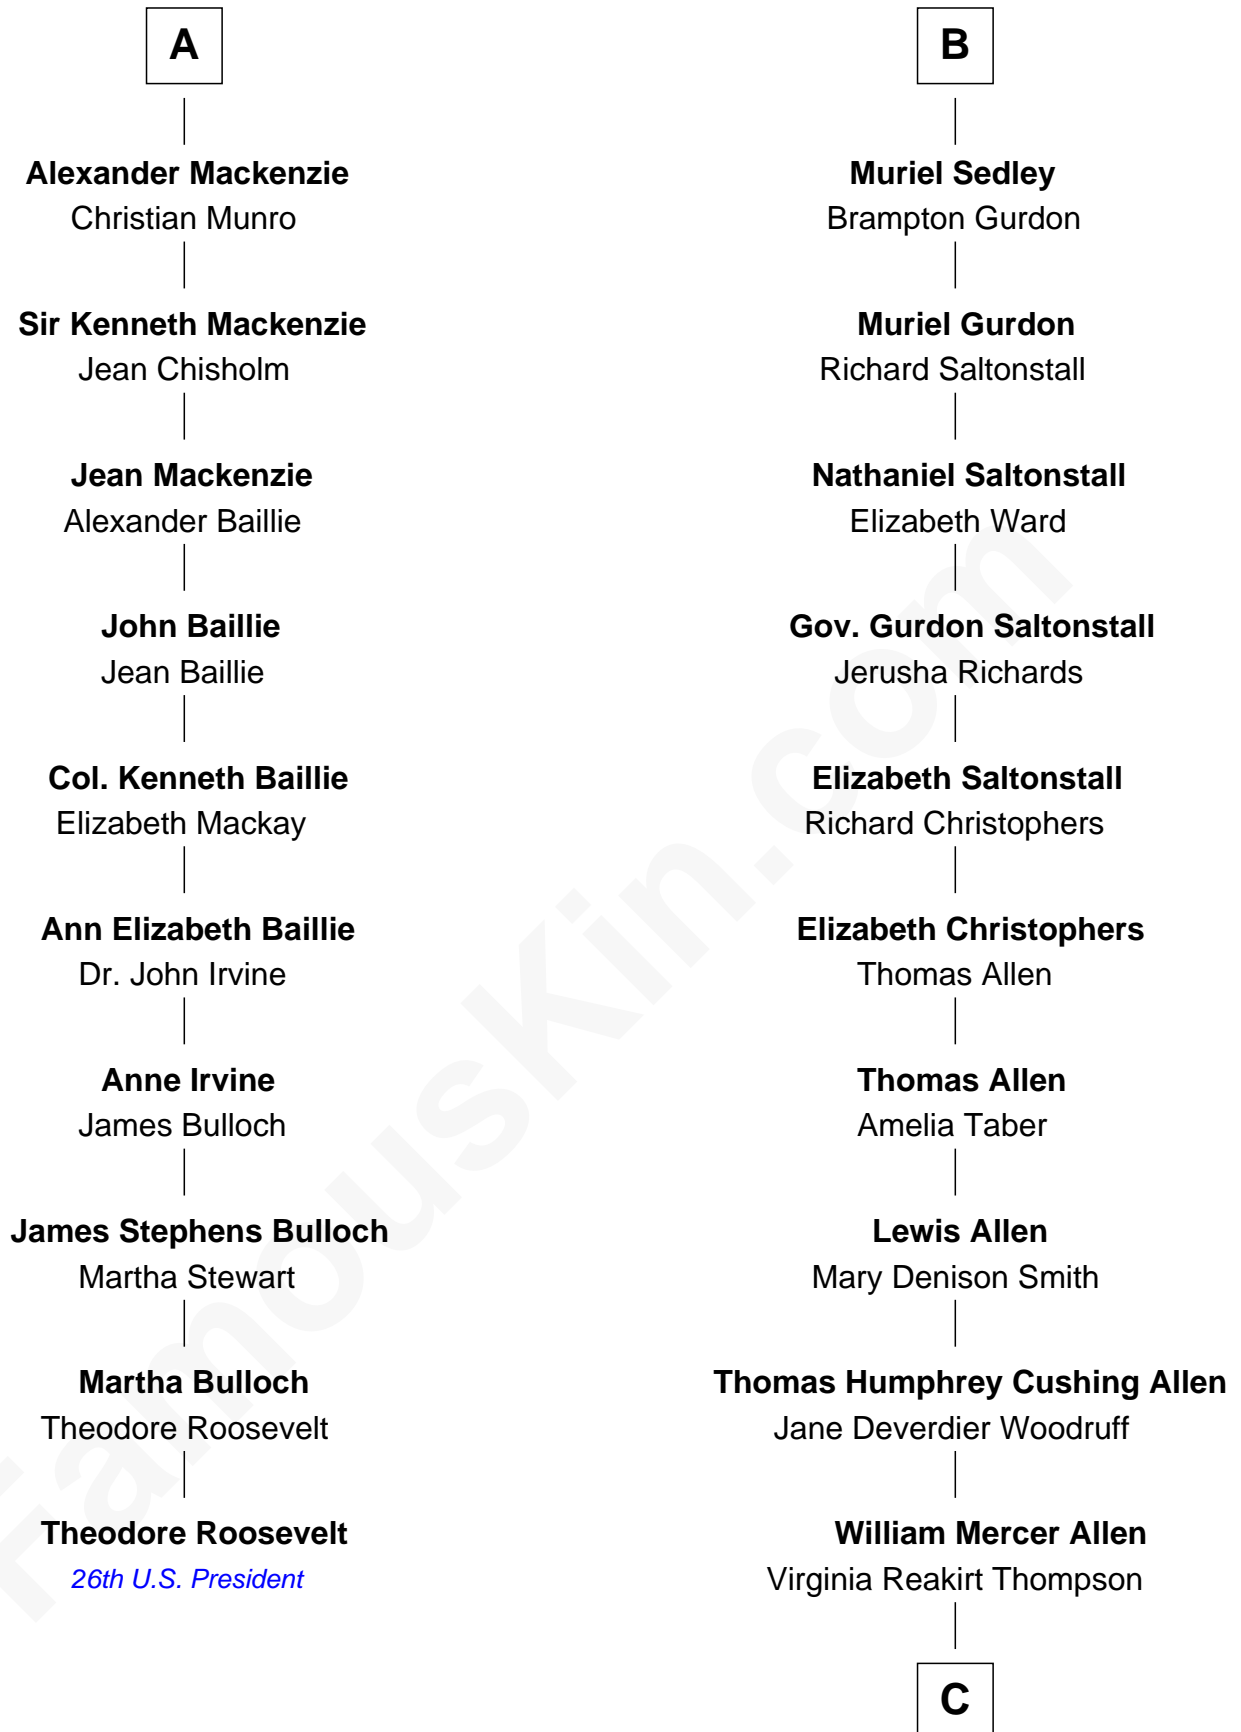 A
Alexander Mackenzie
Christian Munro
Sir Kenneth Mackenzie
Jean Chisholm
Jean Mackenzie
Alexander Baillie
John Baillie
Jean Baillie
Col. Kenneth Baillie
Elizabeth Mackay
Ann Elizabeth Baillie
Dr. John Irvine
Anne Irvine
James Bulloch
James Stephens Bulloch
Martha Stewart
Martha Bulloch
Theodore Roosevelt
Theodore Roosevelt
26th U.S. President
B
Muriel Sedley
Brampton Gurdon
Muriel Gurdon
Richard Saltonstall
Nathaniel Saltonstall
Elizabeth Ward
Gov. Gurdon Saltonstall
Jerusha Richards
Elizabeth Saltonstall
Richard Christophers
Elizabeth Christophers
Thomas Allen
Thomas Allen
Amelia Taber
Lewis Allen
Mary Denison Smith
Thomas Humphrey Cushing Allen
Jane Deverdier Woodruff
William Mercer Allen
Virginia Reakirt Thompson
C
FamousKin.com